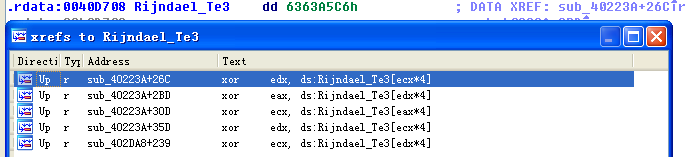 .rdata:0040D708 Rijndael_Te3 dd 6363A5C6h ; DATA XREF: sub_40223A+26C↑r
xrefs to Rijndael_Te3
Directi Typ Address Text
Up r sub_40223A+26C xor edx, ds:Rijndael_Te3[ecx*4]
Up r sub_40223A+2BD xor eax, ds:Rijndael_Te3[edx*4]
Up r sub_40223A+30D xor ecx, ds:Rijndael_Te3[edx*4]
Up r sub_40223A+35D xor edx, ds:Rijndael_Te3[ecx*4]
Up r sub_402DA8+239 xor ecx, ds:Rijndael_Te3[edx*4]